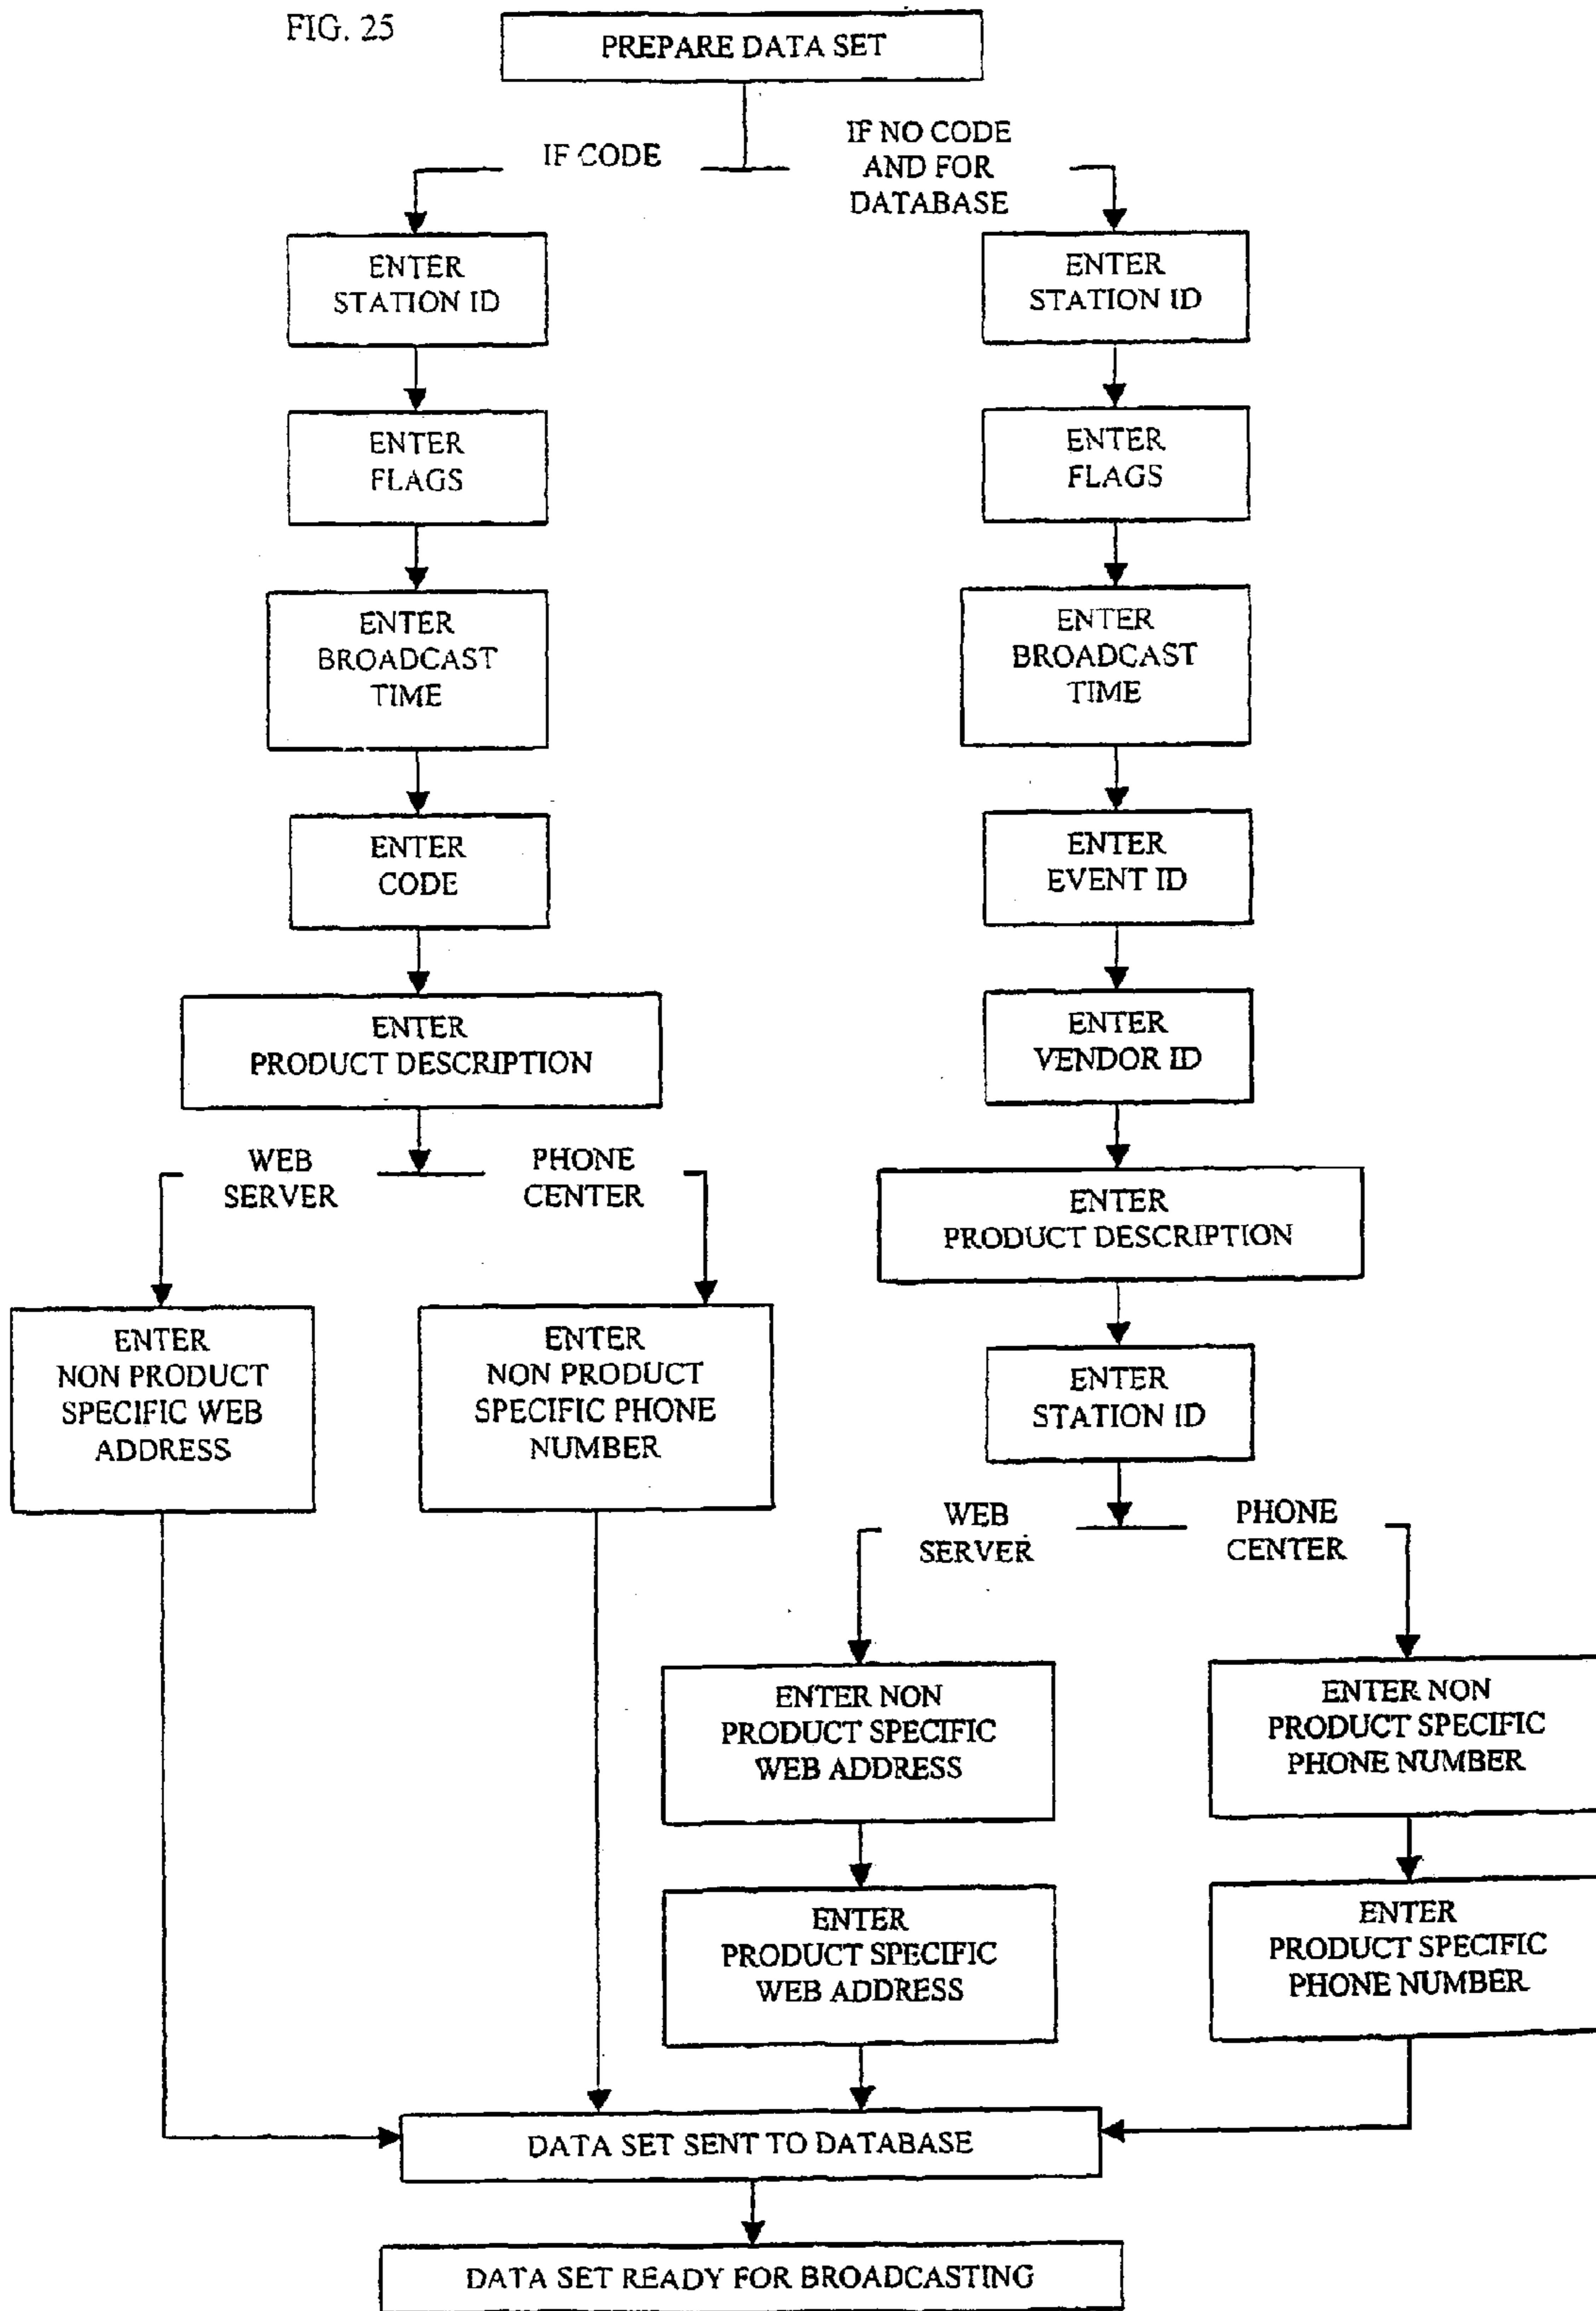 FIG. 25
PREPARE DATA SET
IF CODE
IF NO CODE
AND FOR
DATABASE
ENTER
STATION ID
ENTER
FLAGS
ENTER
BROADCAST
TIME
ENTER
CODE
ENTER
PRODUCT DESCRIPTION
WEB
SERVER
PHONE
CENTER
ENTER
NON PRODUCT
SPECIFIC WEB
ADDRESS
ENTER
NON PRODUCT
SPECIFIC PHONE
NUMBER
ENTER
STATION ID
ENTER
FLAGS
ENTER
BROADCAST
TIME
ENTER
EVENT ID
ENTER
VENDOR ID
ENTER
PRODUCT DESCRIPTION
ENTER
STATION ID
WEB
SERVER
PHONE
CENTER
ENTER NON
PRODUCT SPECIFIC
WEB ADDRESS
ENTER
PRODUCT SPECIFIC
WEB ADDRESS
ENTER NON
PRODUCT SPECIFIC
PHONE NUMBER
ENTER
PRODUCT SPECIFIC
PHONE NUMBER
DATA SET SENT TO DATABASE
DATA SET READY FOR BROADCASTING